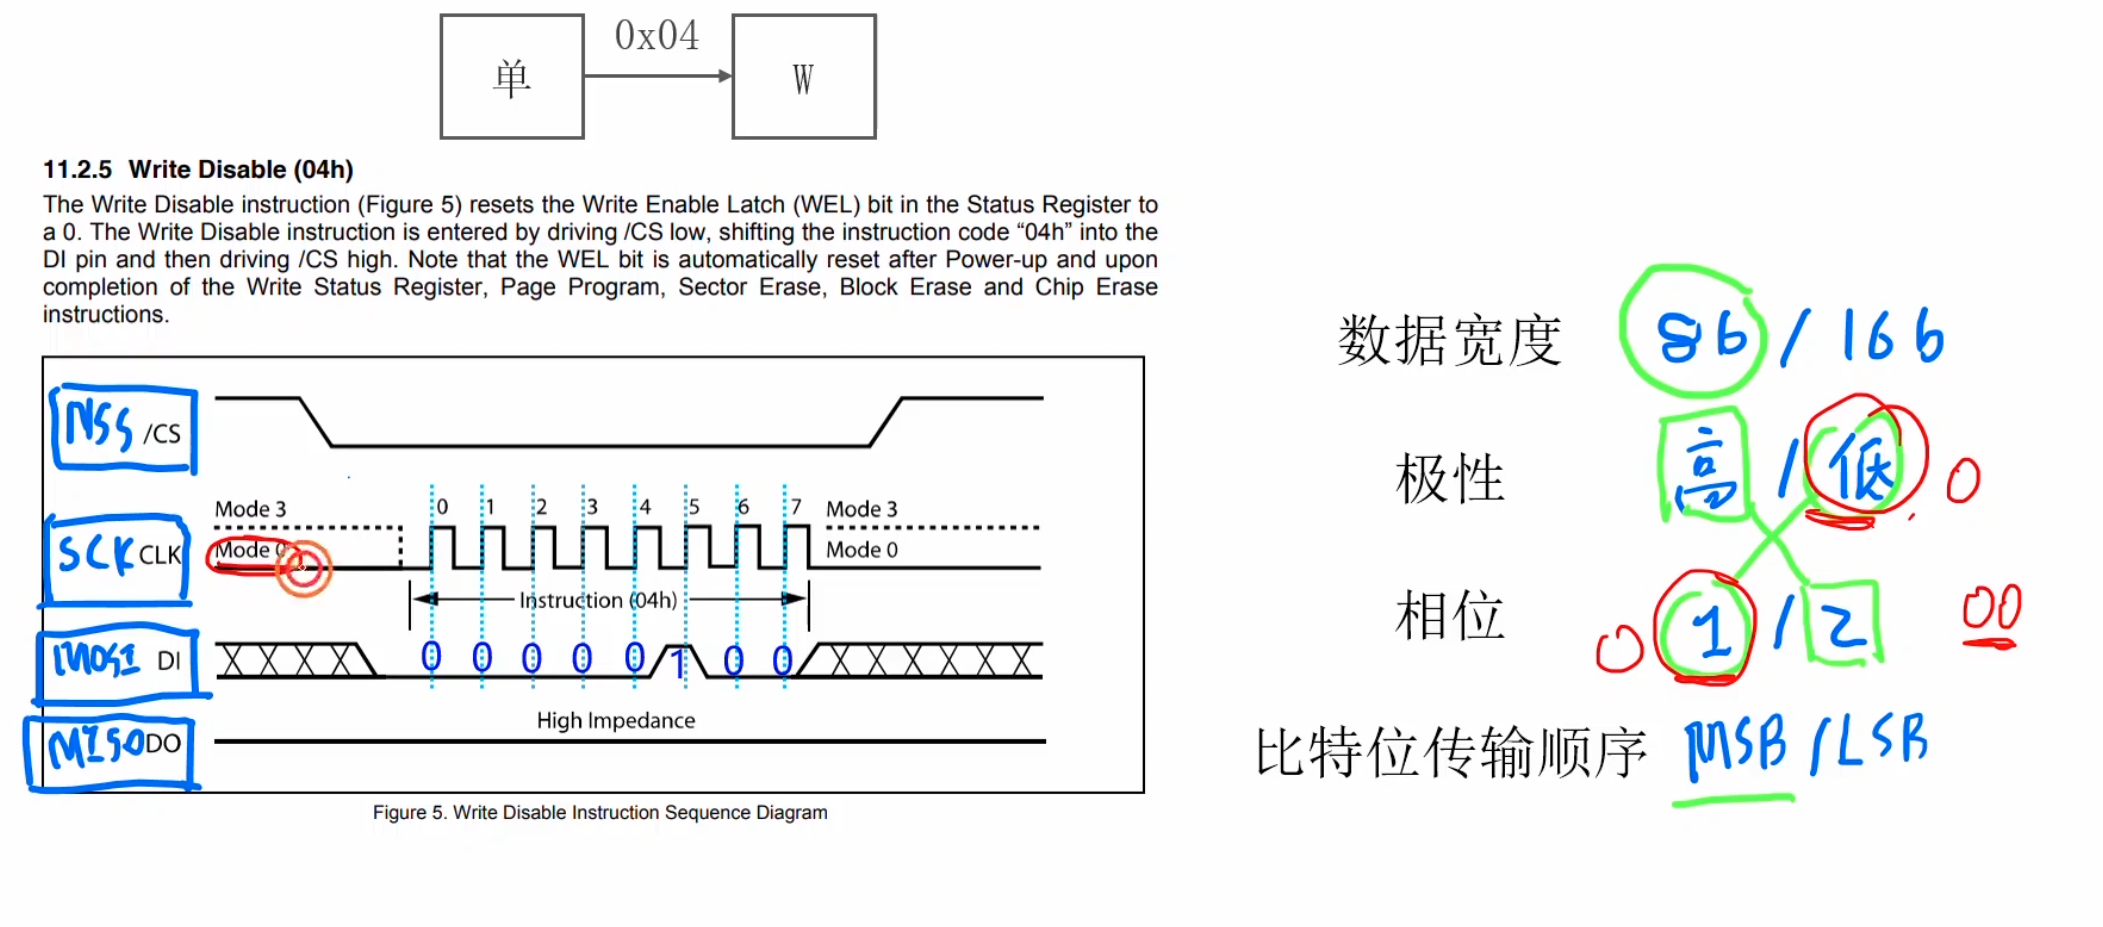 0x04
单
W
11.2.5 Write Disable (04h)
The Write Disable instruction (Figure 5) resets the Write Enable Latch (WEL) bit in the Status Register to
a 0. The Write Disable instruction is entered by driving /CS low, shifting the instruction code “04h” into the
DI pin and then driving /CS high. Note that the WEL bit is automatically reset after Power-up and upon
completion of the Write Status Register, Page Program, Sector Erase, Block Erase and Chip Erase
instructions.
NSS /CS
Mode 3 0 1 2 3 4 5 6 7 Mode 3
SCK CLK Mode 0 Mode 0
Instruction (04h)
MOSI DI 0 0 0 0 0 1 0 0
High Impedance
MISO DO
Figure 5. Write Disable Instruction Sequence Diagram
数据宽度 8b / 16b
极性 高 / 低 0
相位 0 1 / 2 00
比特位传输顺序 MSB / LSB